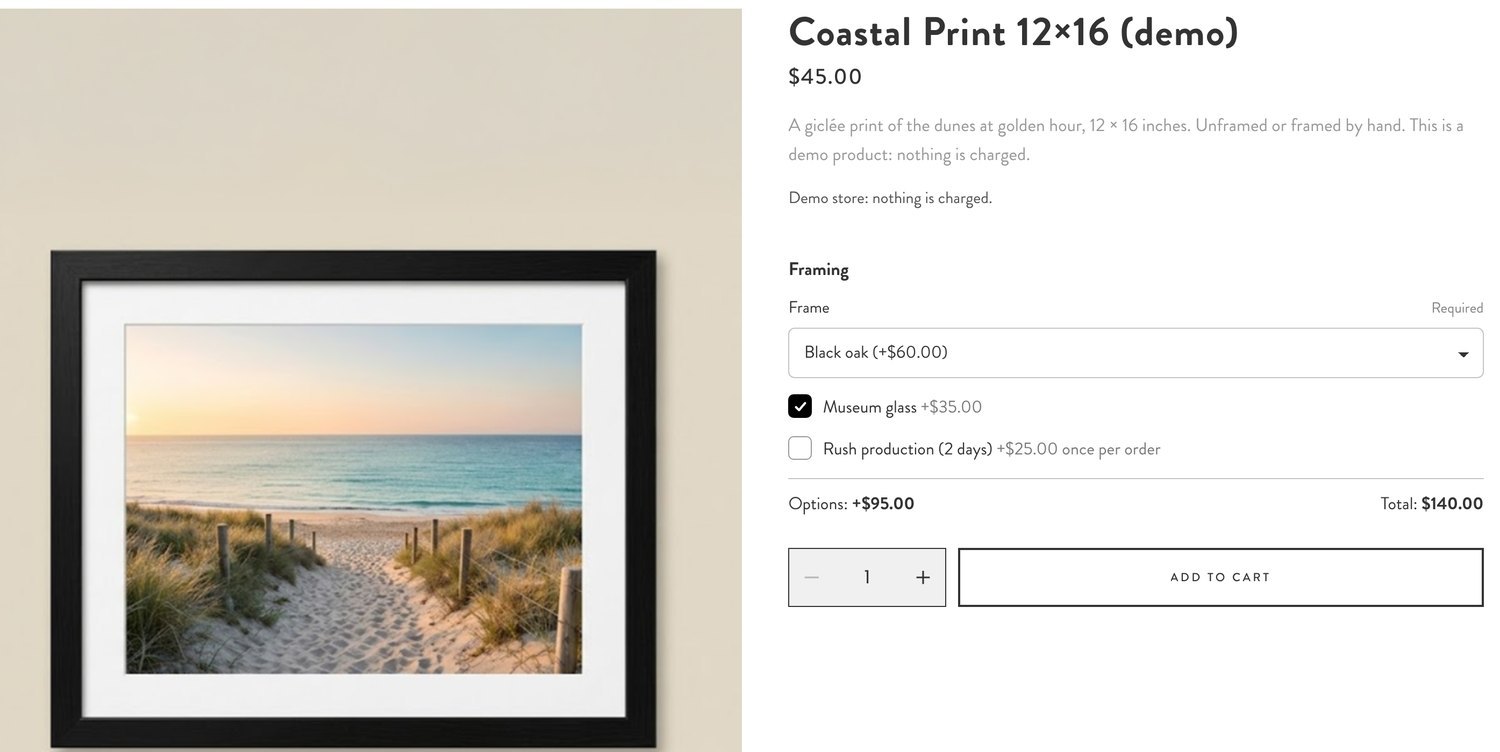 Coastal Print 12×16 (demo)
$45.00
A giclée print of the dunes at golden hour, 12 × 16 inches. Unframed or framed by hand. This is a
demo product: nothing is charged.
Demo store: nothing is charged.
Framing
Frame Required
Black oak (+$60.00)
Museum glass +$35.00
Rush production (2 days) +$25.00 once per order
Options: +$95.00 Total: $140.00
1 ADD TO CART